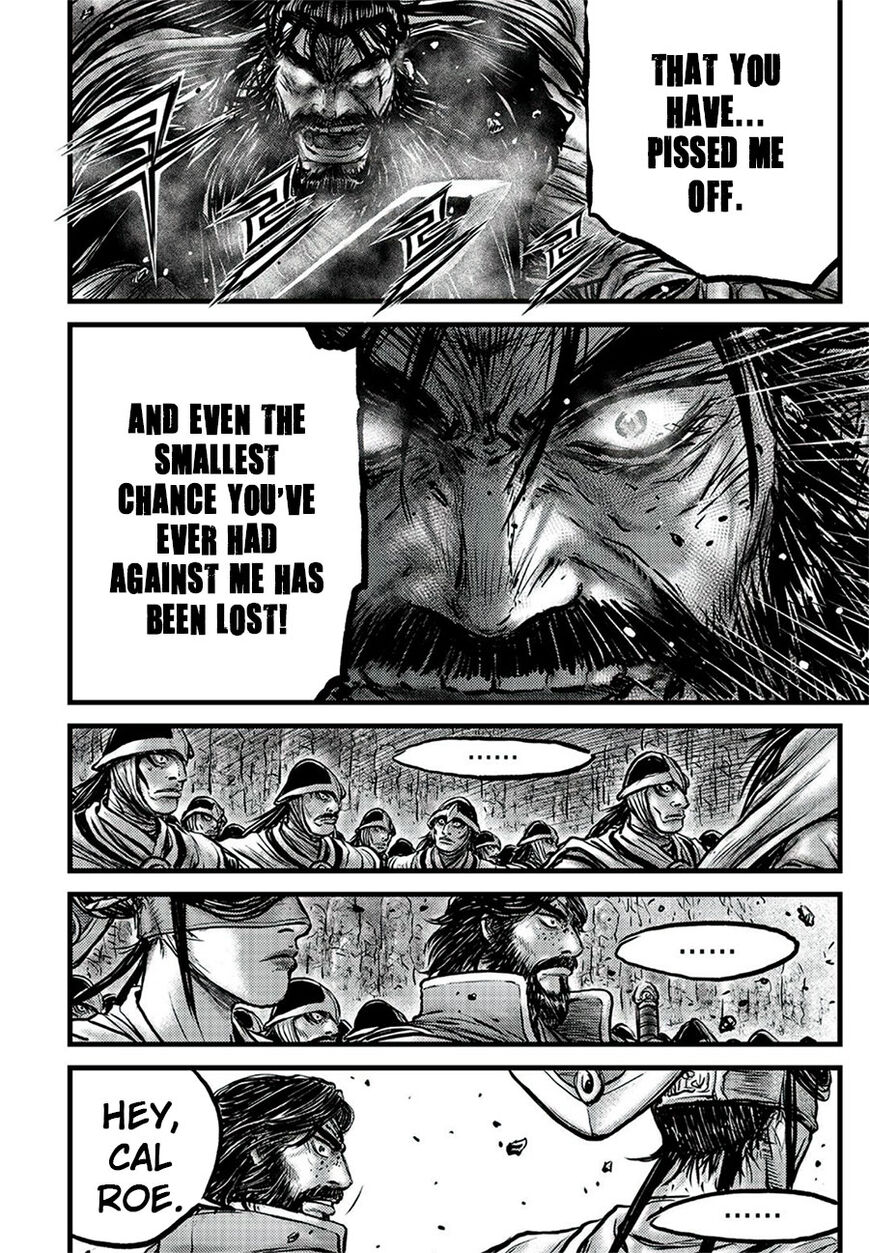 THAT YOU
HAVE...
PISSED ME
OFF.
AND EVEN THE
SMALLEST
CHANCE YOU'VE
EVER HAD
AGAINST ME HAS
BEEN LOST!
......
......
HEY,
CAL
ROE.
......